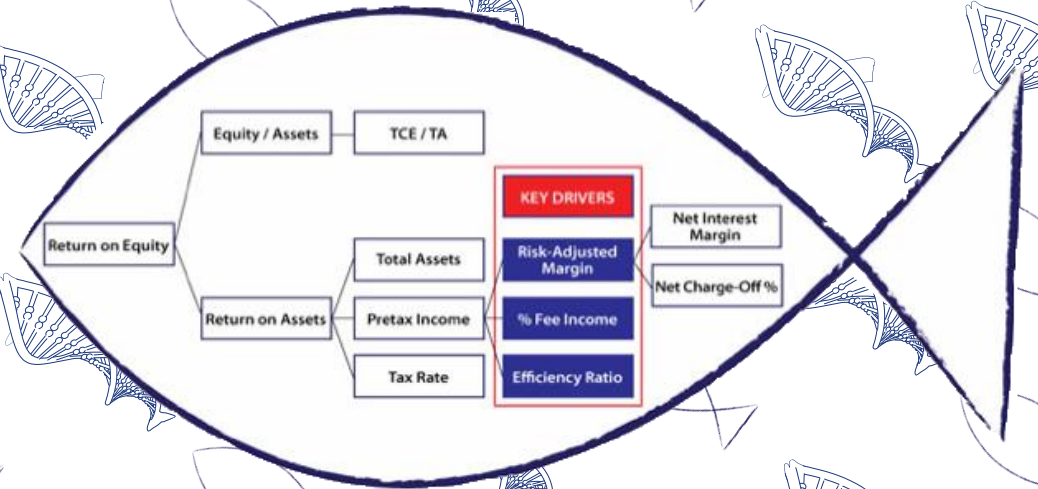 Equity / Assets
TCE / TA
KEY DRIVERS
Return on Equity
Total Assets
Risk-Adjusted
Margin
Net Interest
Margin
Net Charge-Off %
Return on Assets
Pretax Income
% Fee Income
Tax Rate
Efficiency Ratio